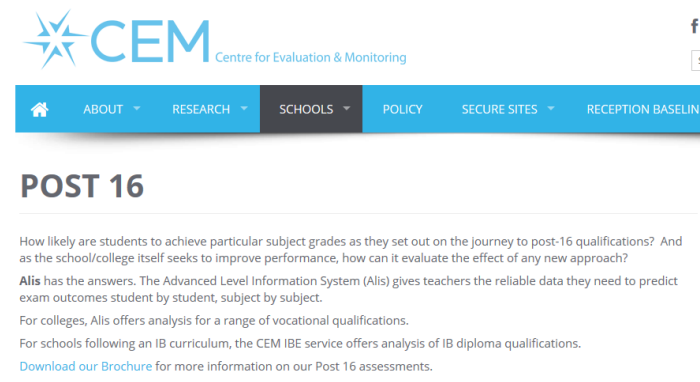 CEM Centre for Evaluation & Monitoring
f
ABOUT RESEARCH SCHOOLS POLICY SECURE SITES RECEPTION BASELIN
POST 16
How likely are students to achieve particular subject grades as they set out on the journey to post-16 qualifications? And
as the school/college itself seeks to improve performance, how can it evaluate the effect of any new approach?
Alis has the answers. The Advanced Level Information System (Alis) gives teachers the reliable data they need to predict
exam outcomes student by student, subject by subject.
For colleges, Alis offers analysis for a range of vocational qualifications.
For schools following an IB curriculum, the CEM IBE service offers analysis of IB diploma qualifications.
Download our Brochure for more information on our Post 16 assessments.